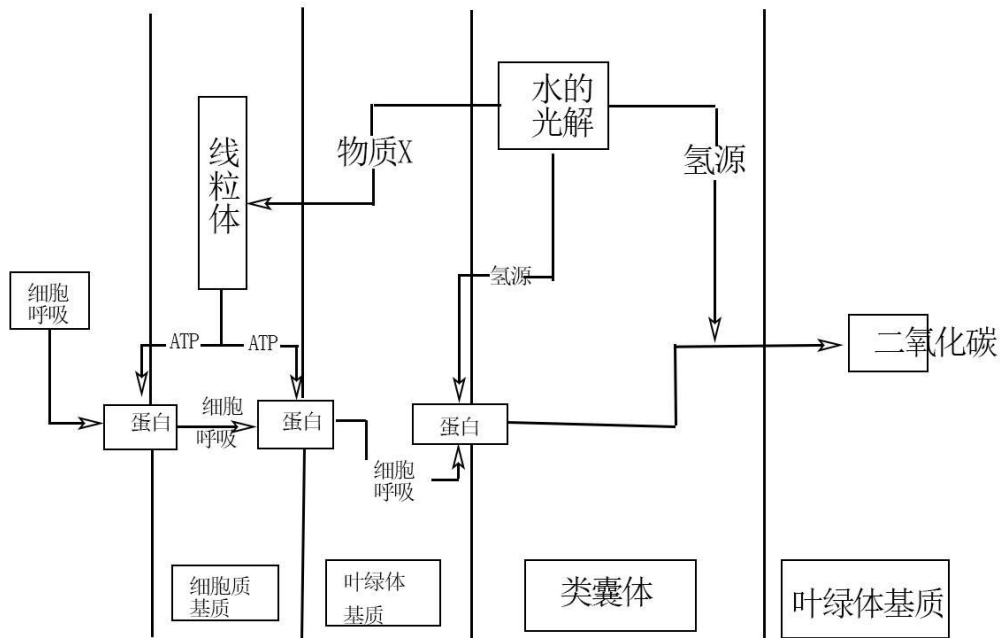 水的
光解
线
粒
体
物质X
氢源
氢源
细胞
呼吸
ATP
ATP
二氧化碳
蛋白
细胞
呼吸
蛋白
蛋白
细胞
呼吸
细胞质
基质
叶绿体
基质
类囊体
叶绿体基质